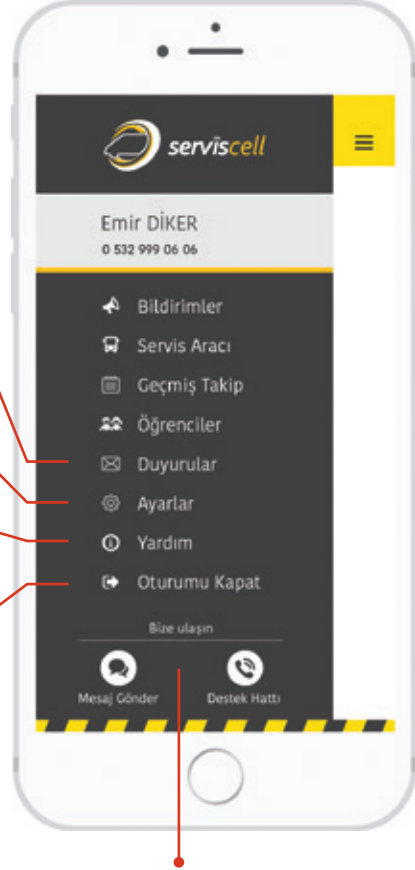 servıscell
Emir DİKER
0 532 999 06 06
Bildirimler
Servis Aracı
Geçmiş Takip
Öğrenciler
Duyurular
Ayarlar
Yardım
Oturumu Kapat
Bize ulaşın
Mesaj Gönder
Destek Hattı